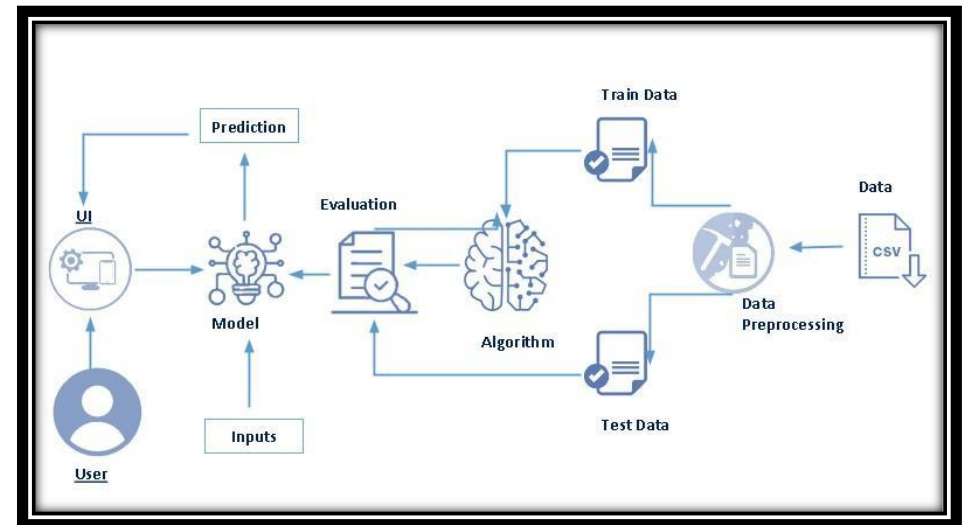 Train Data
Prediction
Data
Evaluation
UI
CSV
Model
Data
Preprocessing
Algorithm
Test Data
Inputs
User